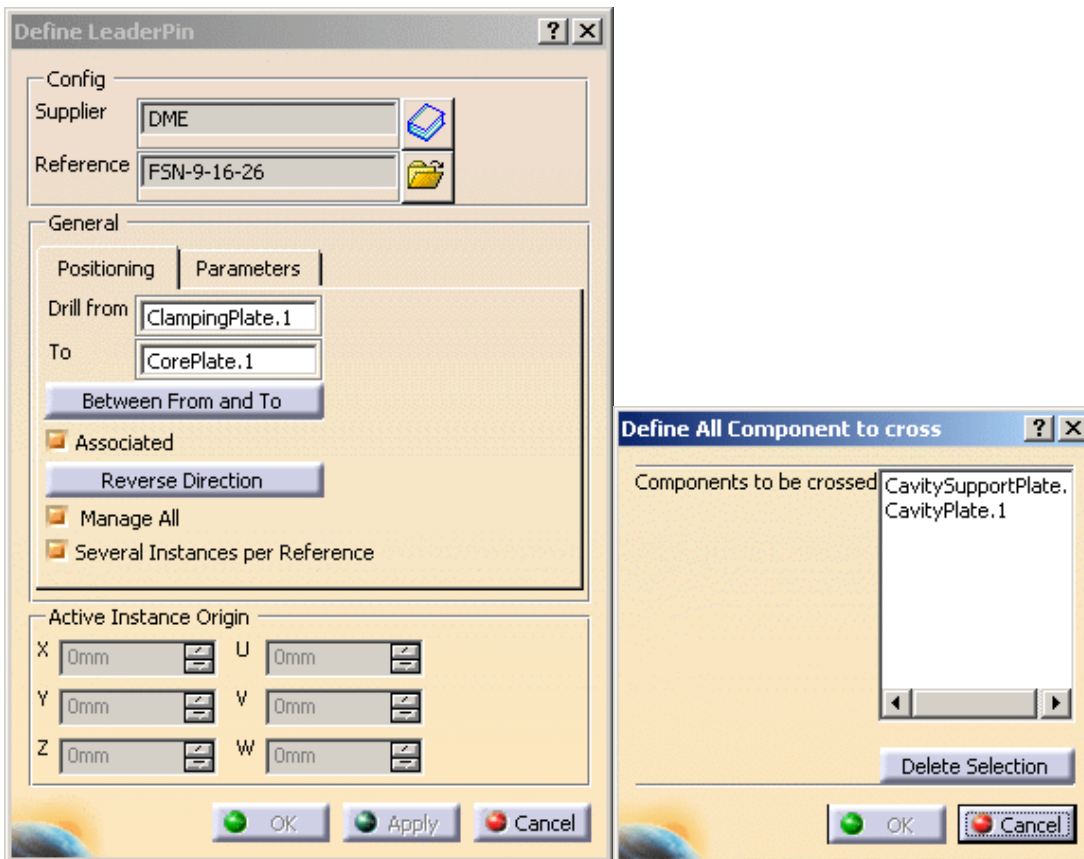 Define LeaderPin
Config
Supplier DME
Reference FSN-9-16-26
General
Positioning Parameters
Drill from ClampingPlate.1
To CorePlate.1
Between From and To
Associated
Reverse Direction
Manage All
Several Instances per Reference
Active Instance Origin
X 0mm U 0mm
Y 0mm V 0mm
Z 0mm W 0mm
OK Apply Cancel
Define All Component to cross
Components to be crossed CavitySupportPlate.
CavityPlate.1
Delete Selection
OK Cancel